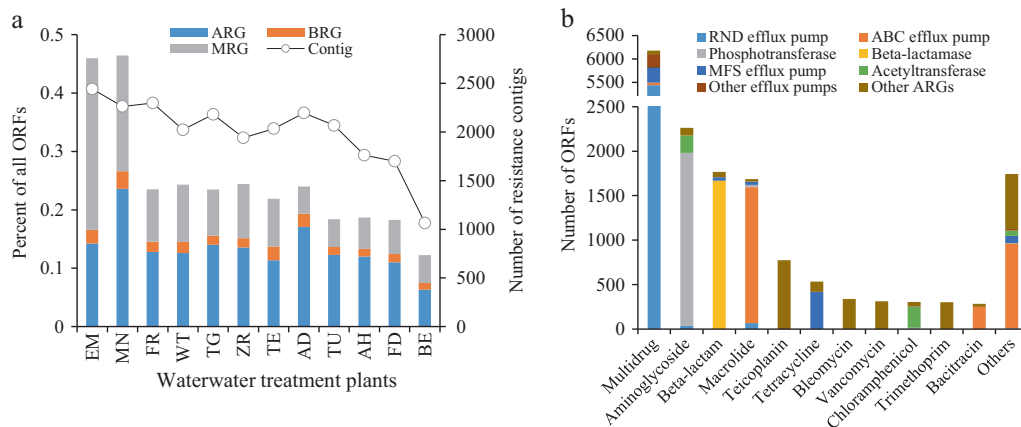 a
ARG
BRG
MRG
Contig
Percent of all ORFs
0.5
0.4
0.3
0.2
0.1
0
3000
2500
2000
1500
1000
500
0
Number of resistance contigs
EM
MN
FR
WT
TG
ZR
TE
AD
TU
AH
FD
BE
Waterwater treatment plants
b
RND efflux pump
ABC efflux pump
Phosphotransferase
Beta-lactamase
MFS efflux pump
Acetyltransferase
Other efflux pumps
Other ARGs
Number of ORFs
6500
6000
5500
2500
2000
1500
1000
500
0
Multidrug
Aminoglycoside
Beta-lactam
Macrolide
Teicoplanin
Tetracycline
Bleomycin
Vancomycin
Chloramphenicol
Trimethoprim
Bacitracin
Others